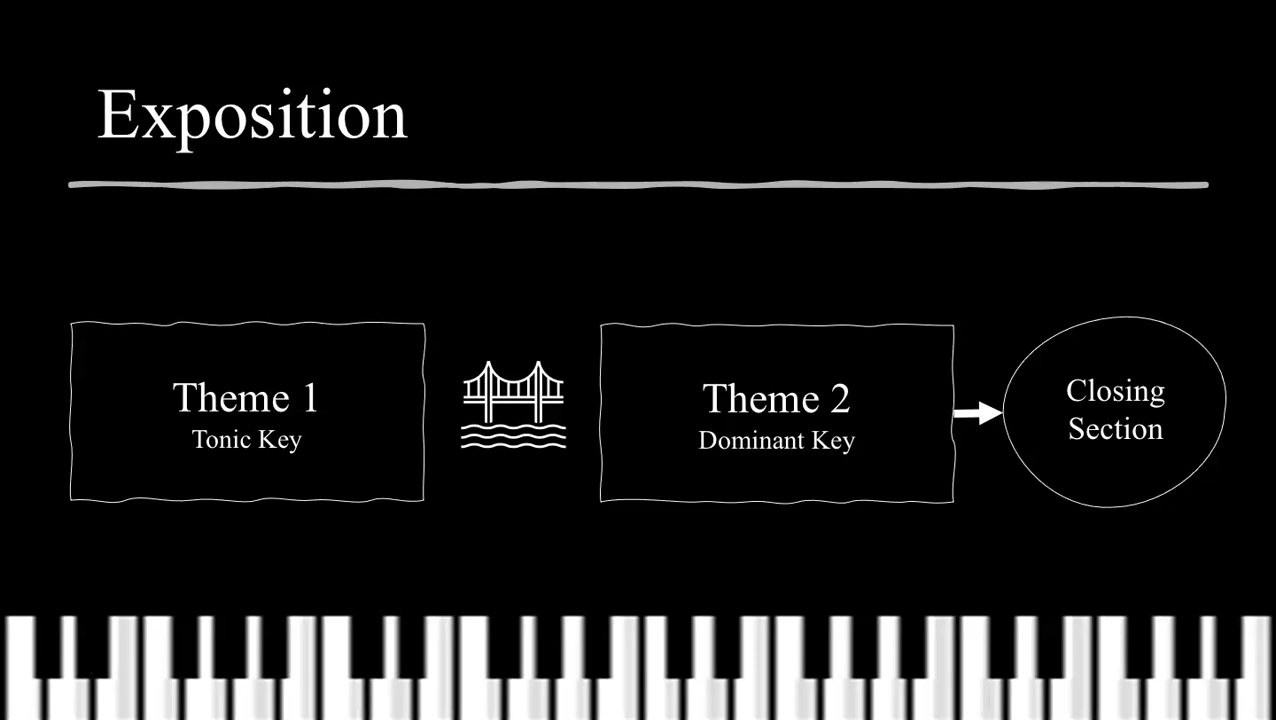 Exposition
Theme 1
Tonic Key
Theme 2
Dominant Key
Closing
Section